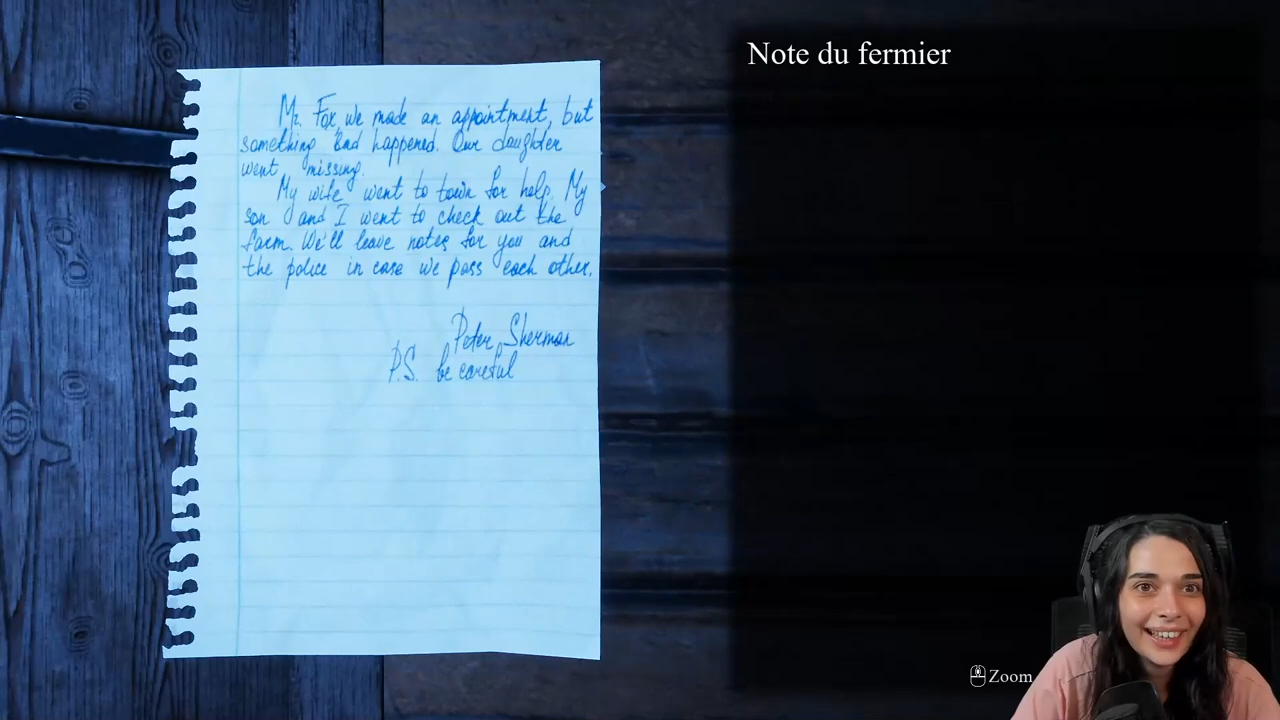 Note du fermier
Mr. Fox we made an appointment, but
something bad happened. Our daughter
went missing.
My wife went to town for help. My
son and I went to check out the
farm. We'll leave notes for you and
the police in case we pass each other.
Peter Sherman
P.S. be careful
Zoom